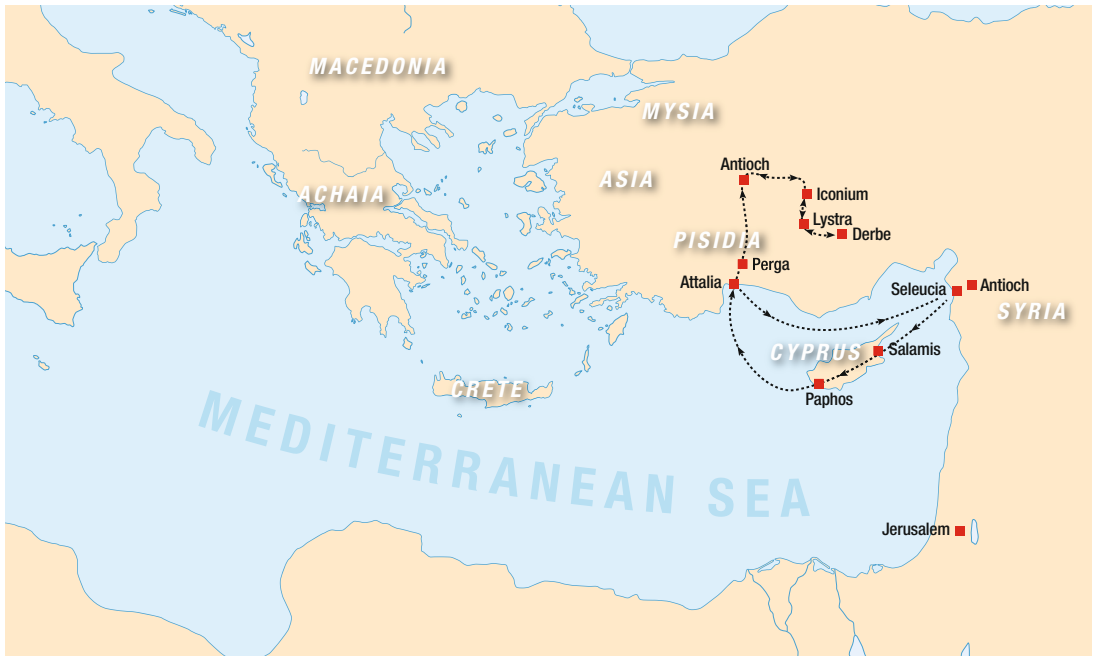 MACEDONIA
MYSIA
Antioch
ASIA
Iconium
ACHAIA
Lystra
Derbe
PISIDIA
Perga
Attalia
Seleucia
Antioch
SYRIA
CYPRUS
Salamis
CRETE
Paphos
MEDITERRANEAN SEA
Jerusalem